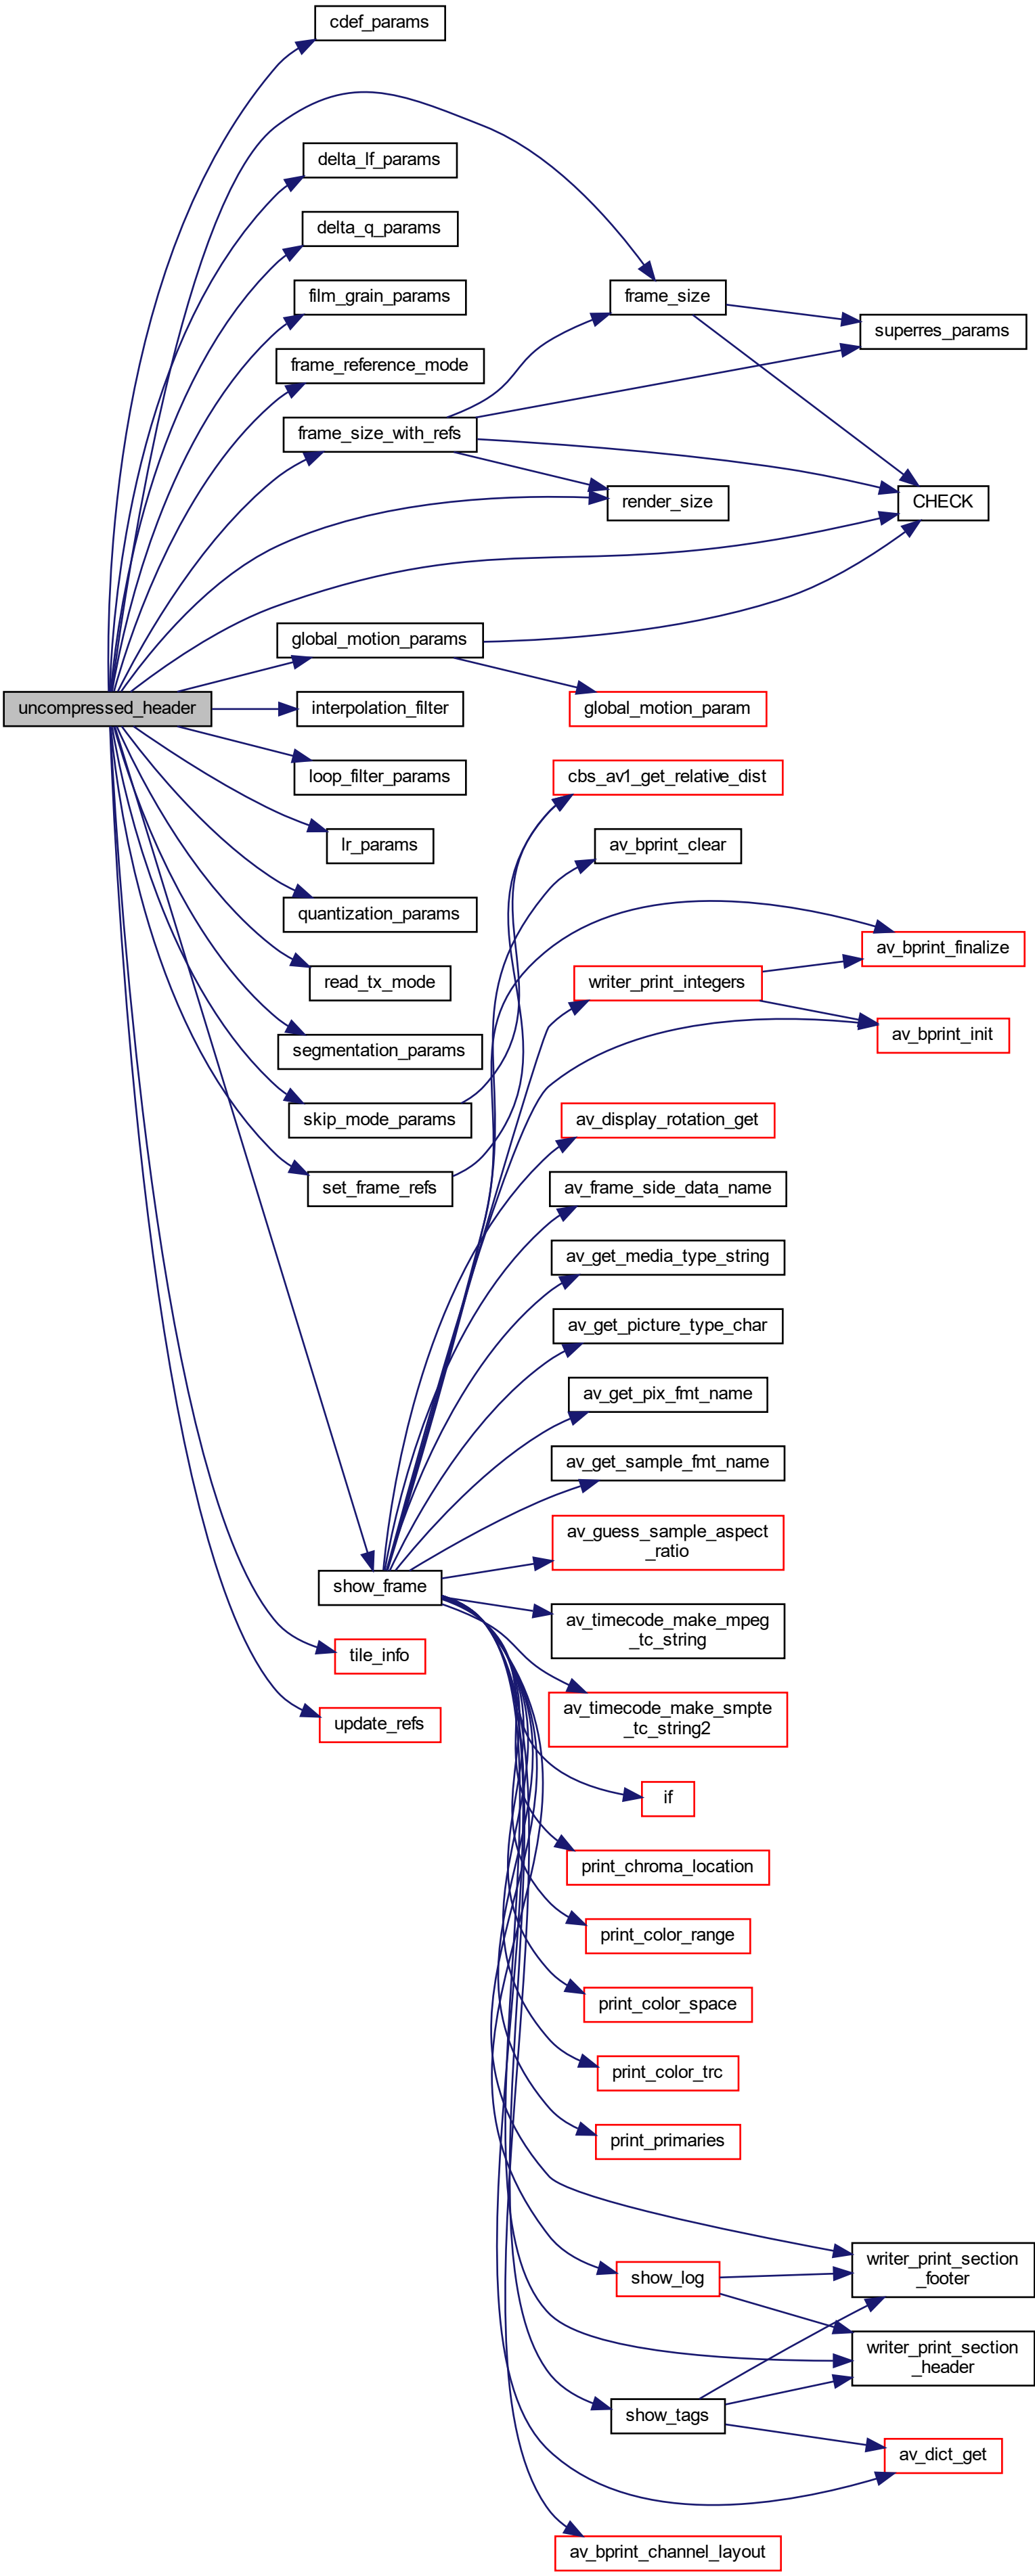 cdef_params
delta_lf_params
delta_q_params
film_grain_params
frame_size
superres_params
frame_reference_mode
frame_size_with_refs
render_size
CHECK
global_motion_params
uncompressed_header
interpolation_filter
global_motion_param
loop_filter_params
cbs_av1_get_relative_dist
lr_params
av_bprint_clear
quantization_params
av_bprint_finalize
read_tx_mode
writer_print_integers
av_bprint_init
segmentation_params
skip_mode_params
av_display_rotation_get
set_frame_refs
av_frame_side_data_name
av_get_media_type_string
av_get_picture_type_char
av_get_pix_fmt_name
av_get_sample_fmt_name
av_guess_sample_aspect
_ratio
show_frame
av_timecode_make_mpeg
_tc_string
tile_info
av_timecode_make_smpte
_tc_string2
update_refs
if
print_chroma_location
print_color_range
print_color_space
print_color_trc
print_primaries
writer_print_section
_footer
show_log
writer_print_section
_header
show_tags
av_dict_get
av_bprint_channel_layout